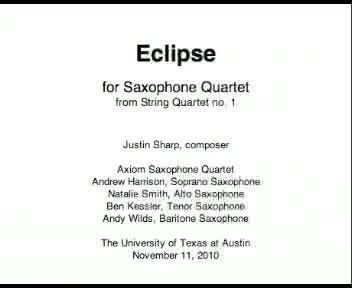 Eclipse
for Saxophone Quartet
from String Quartet no. 1
Justin Sharp, composer
Axiom Saxophone Quartet
Andrew Harrison, Soprano Saxophone
Natalie Smith, Alto Saxophone
Ben Kessler, Tenor Saxophone
Andy Wilds, Baritone Saxophone
The University of Texas at Austin
November 11, 2010